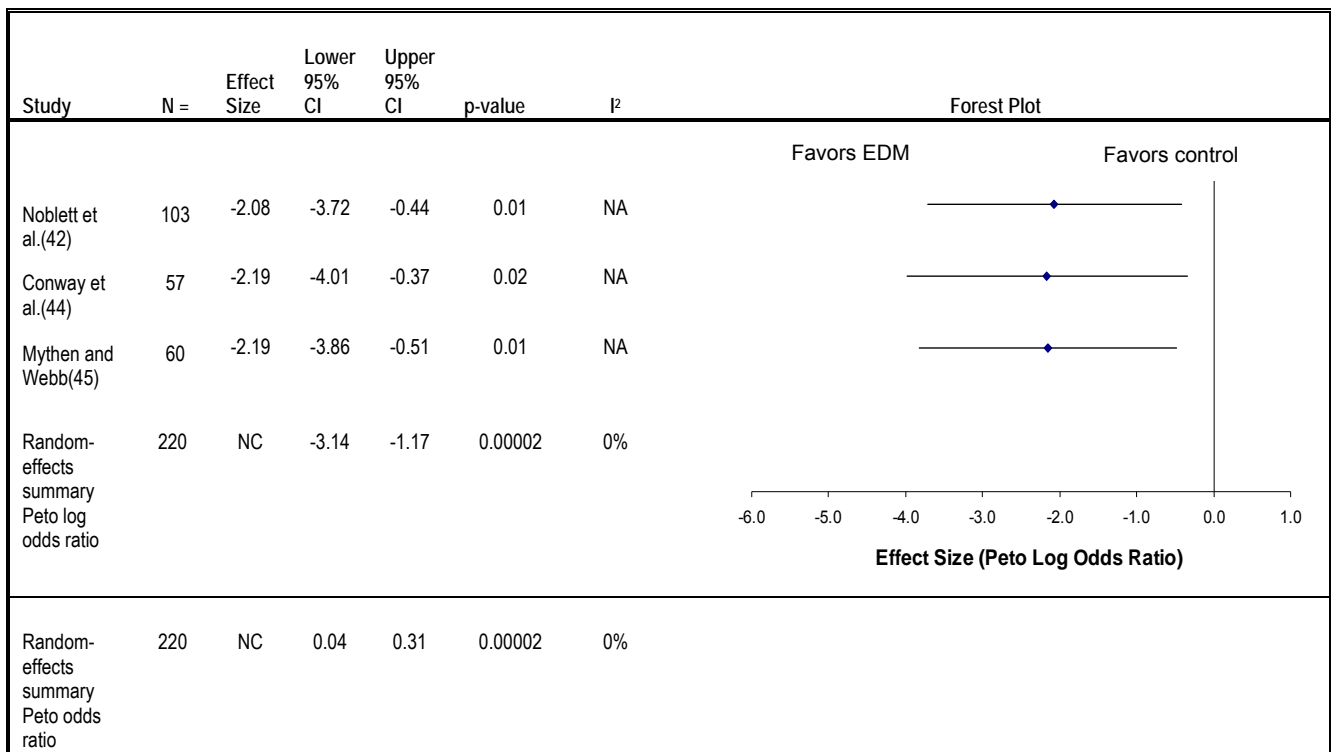 Study N = Effect Size Lower 95% CI Upper 95% CI p-value I² Forest Plot
Favors EDM Favors control
Noblett et al.(42) 103 -2.08 -3.72 -0.44 0.01 NA
Conway et al.(44) 57 -2.19 -4.01 -0.37 0.02 NA
Mythen and Webb(45) 60 -2.19 -3.86 -0.51 0.01 NA
Random-effects summary Peto log odds ratio 220 NC -3.14 -1.17 0.00002 0%
-6.0 -5.0 -4.0 -3.0 -2.0 -1.0 0.0 1.0
Effect Size (Peto Log Odds Ratio)
Random-effects summary Peto odds ratio 220 NC 0.04 0.31 0.00002 0%